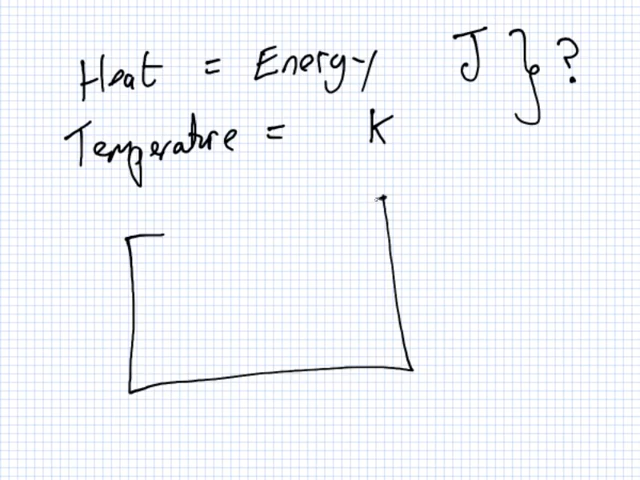 Heat = Energy J } ?
Temperature = K